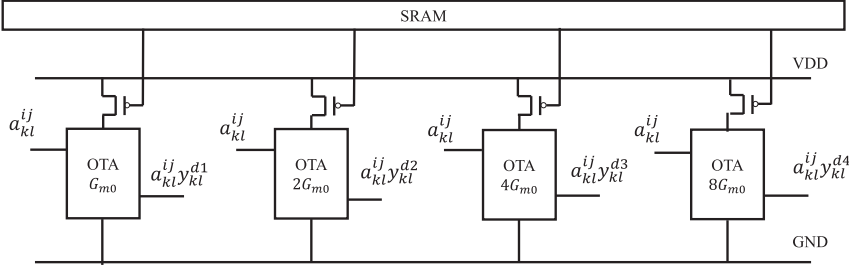 SRAM
VDD
a_{kl}^{ij} a_{kl}^{ij} a_{kl}^{ij} a_{kl}^{ij}
OTA OTA OTA OTA
G_{m0} 2G_{m0} 4G_{m0} 8G_{m0}
a_{kl}^{ij}y_{kl}^{d1} a_{kl}^{ij}y_{kl}^{d2} a_{kl}^{ij}y_{kl}^{d3} a_{kl}^{ij}y_{kl}^{d4}
GND